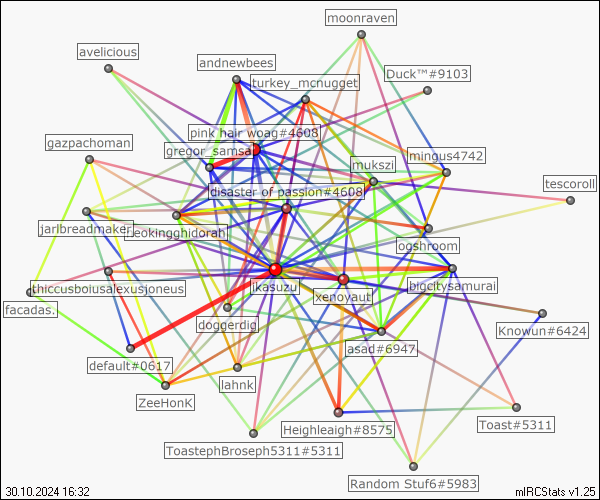 moonraven
avelicious
andnewbees
Duck™#9103
turkey_mcnugget
pink hair woag#4608
gazpachoman
gregor_samsa
mukszi
mingus4742
disaster of passion#4608
tescoroll
jarlbreadmaker
neokingghidorah
ogshroom
thiccusboiusalexusjoneus
ikasuzu
bigcitysamurai
xenoyaut
facadas.
doggerdig
Knowun#6424
asad#6947
default#0617
lahnk
ZeeHonK
Heighleaigh#8575
Toast#5311
ToastephBroseph5311#5311
Random Stuf6#5983
30.10.2024 16:32
mIRCStats v1.25